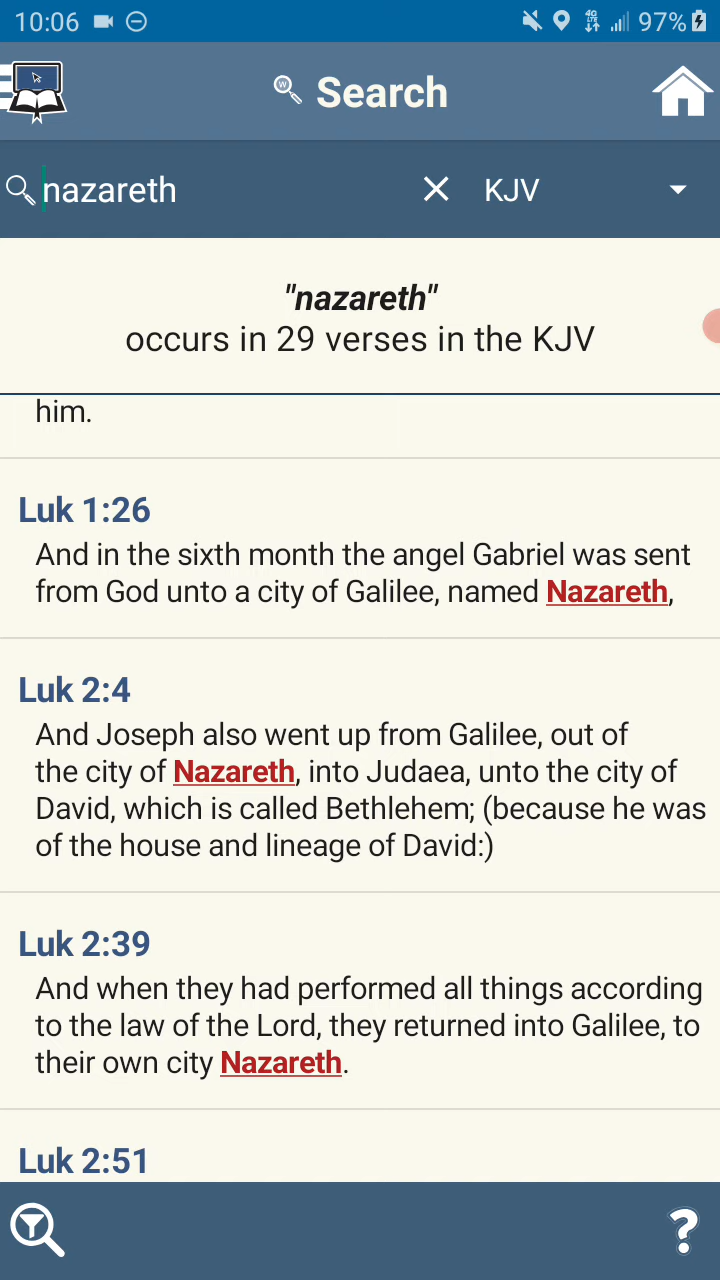 10:06
4G
LTE
97%
W
Search
nazareth
KJV
"nazareth"
occurs in 29 verses in the KJV
him.
Luk 1:26
And in the sixth month the angel Gabriel was sent
from God unto a city of Galilee, named Nazareth,
Luk 2:4
And Joseph also went up from Galilee, out of
the city of Nazareth, into Judaea, unto the city of
David, which is called Bethlehem; (because he was
of the house and lineage of David:)
Luk 2:39
And when they had performed all things according
to the law of the Lord, they returned into Galilee, to
their own city Nazareth.
Luk 2:51
?